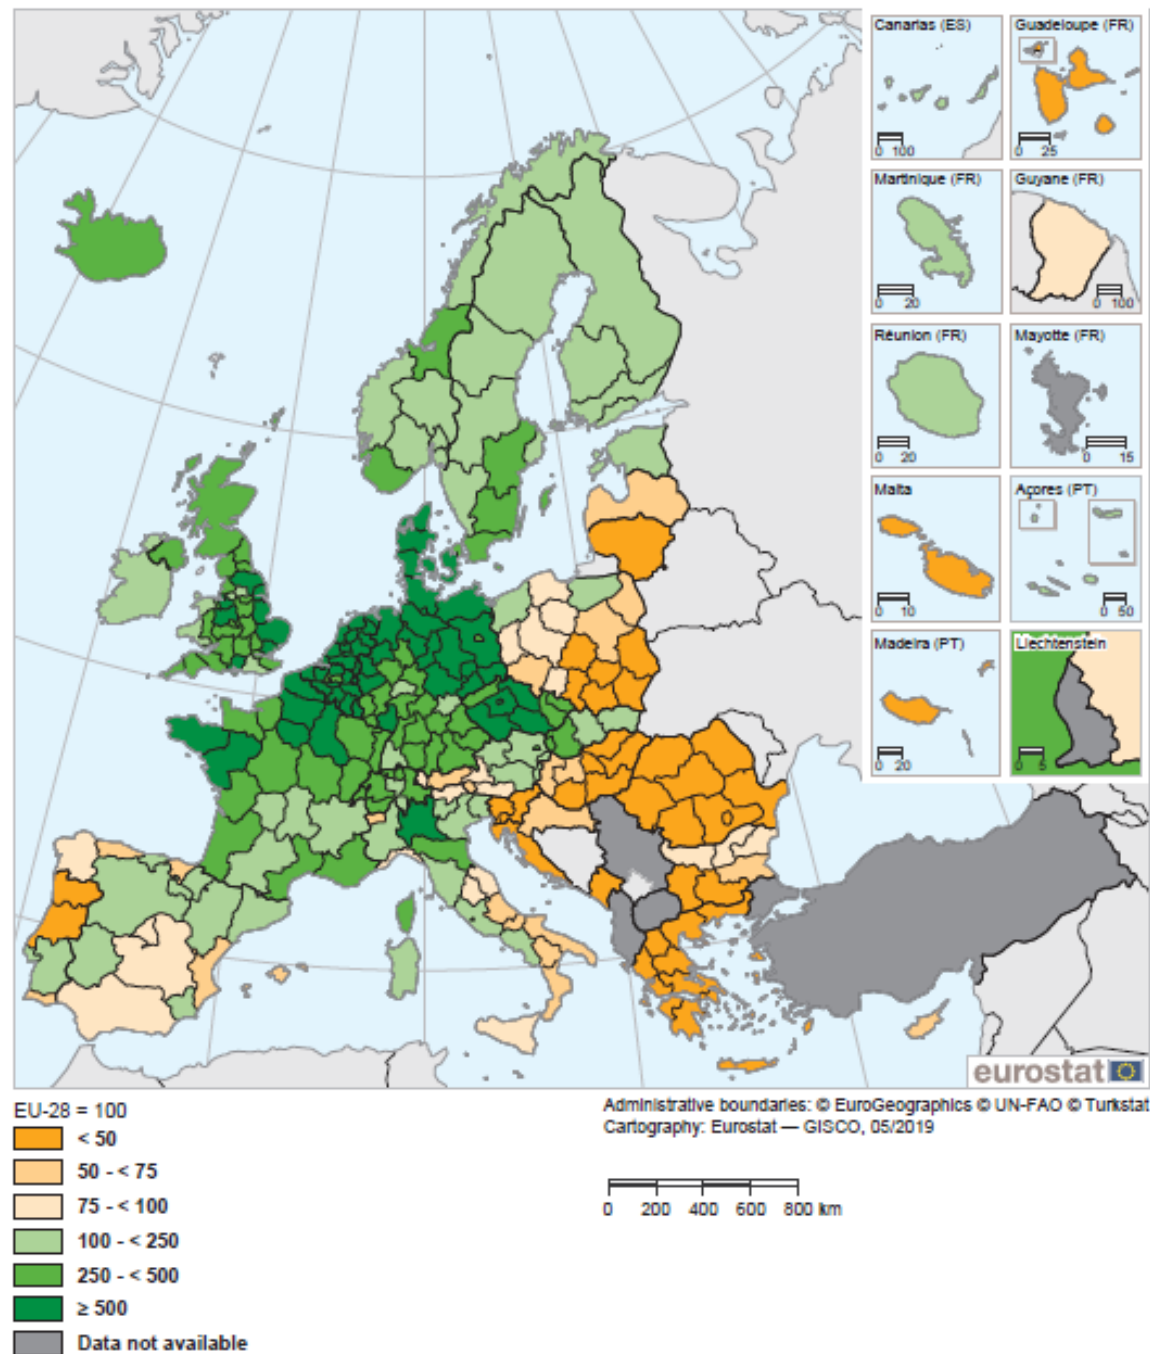 Canarias (ES)
0 100
Guadeloupe (FR)
0 25
Martinique (FR)
0 20
Guyane (FR)
0 100
Réunion (FR)
0 20
Mayotte (FR)
0 15
Malta
0 10
Açores (PT)
0 50
Madeira (PT)
0 20
Liechtenstein
0 5
eurostat
EU-28 = 100
< 50
50 - < 75
75 - < 100
100 - < 250
250 - < 500
≥ 500
Data not available
Administrative boundaries: © EuroGeographics © UN-FAO © Turkstat
Cartography: Eurostat — GISCO, 05/2019
0 200 400 600 800 km